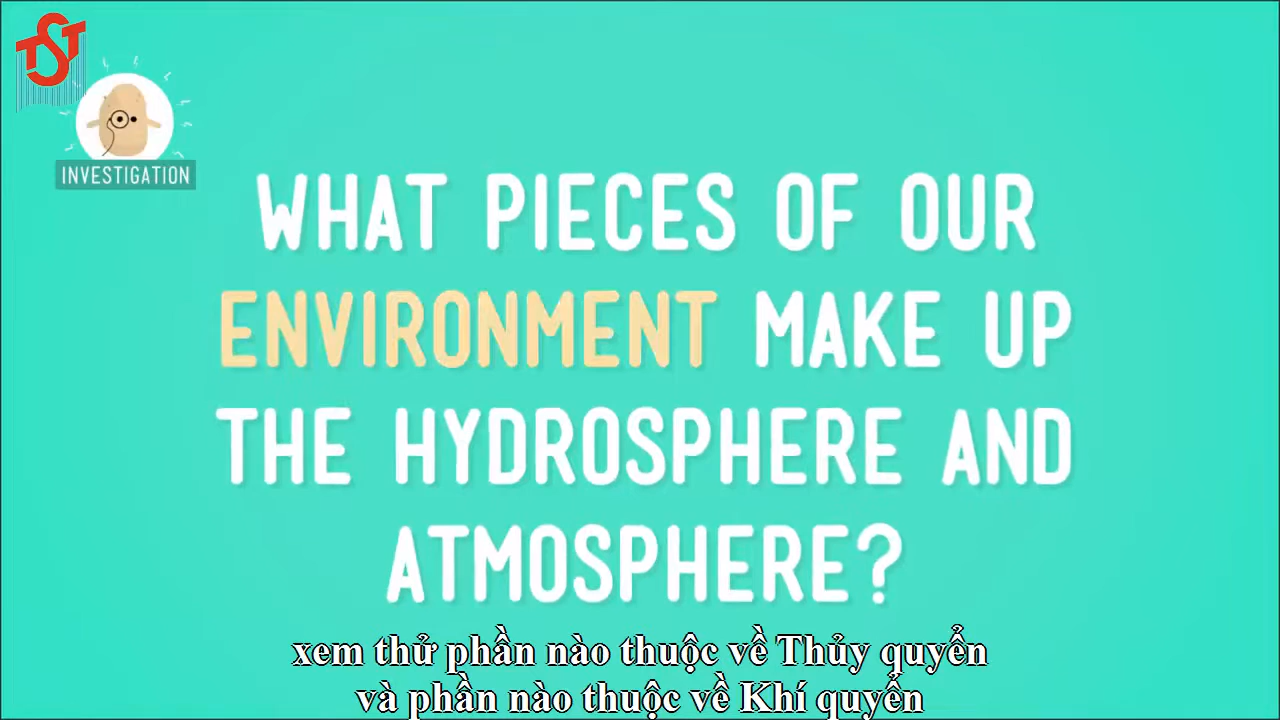 TST
INVESTIGATION
WHAT PIECES OF OUR
ENVIRONMENT MAKE UP
THE HYDROSPHERE AND
ATMOSPHERE?
xem thử phần nào thuộc về Thủy quyển
và phần nào thuộc về Khí quyển